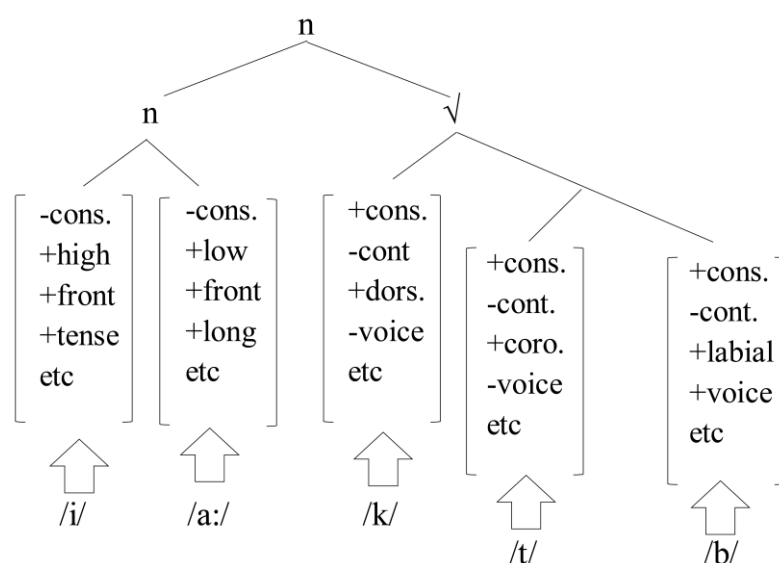 n
n
√
-cons.
+high
+front
+tense
etc
-cons.
+low
+front
+long
etc
+cons.
-cont
+dors.
-voice
etc
+cons.
-cont.
+coro.
-voice
etc
+cons.
-cont.
+labial
+voice
etc
/i/
/a:/
/k/
/t/
/b/